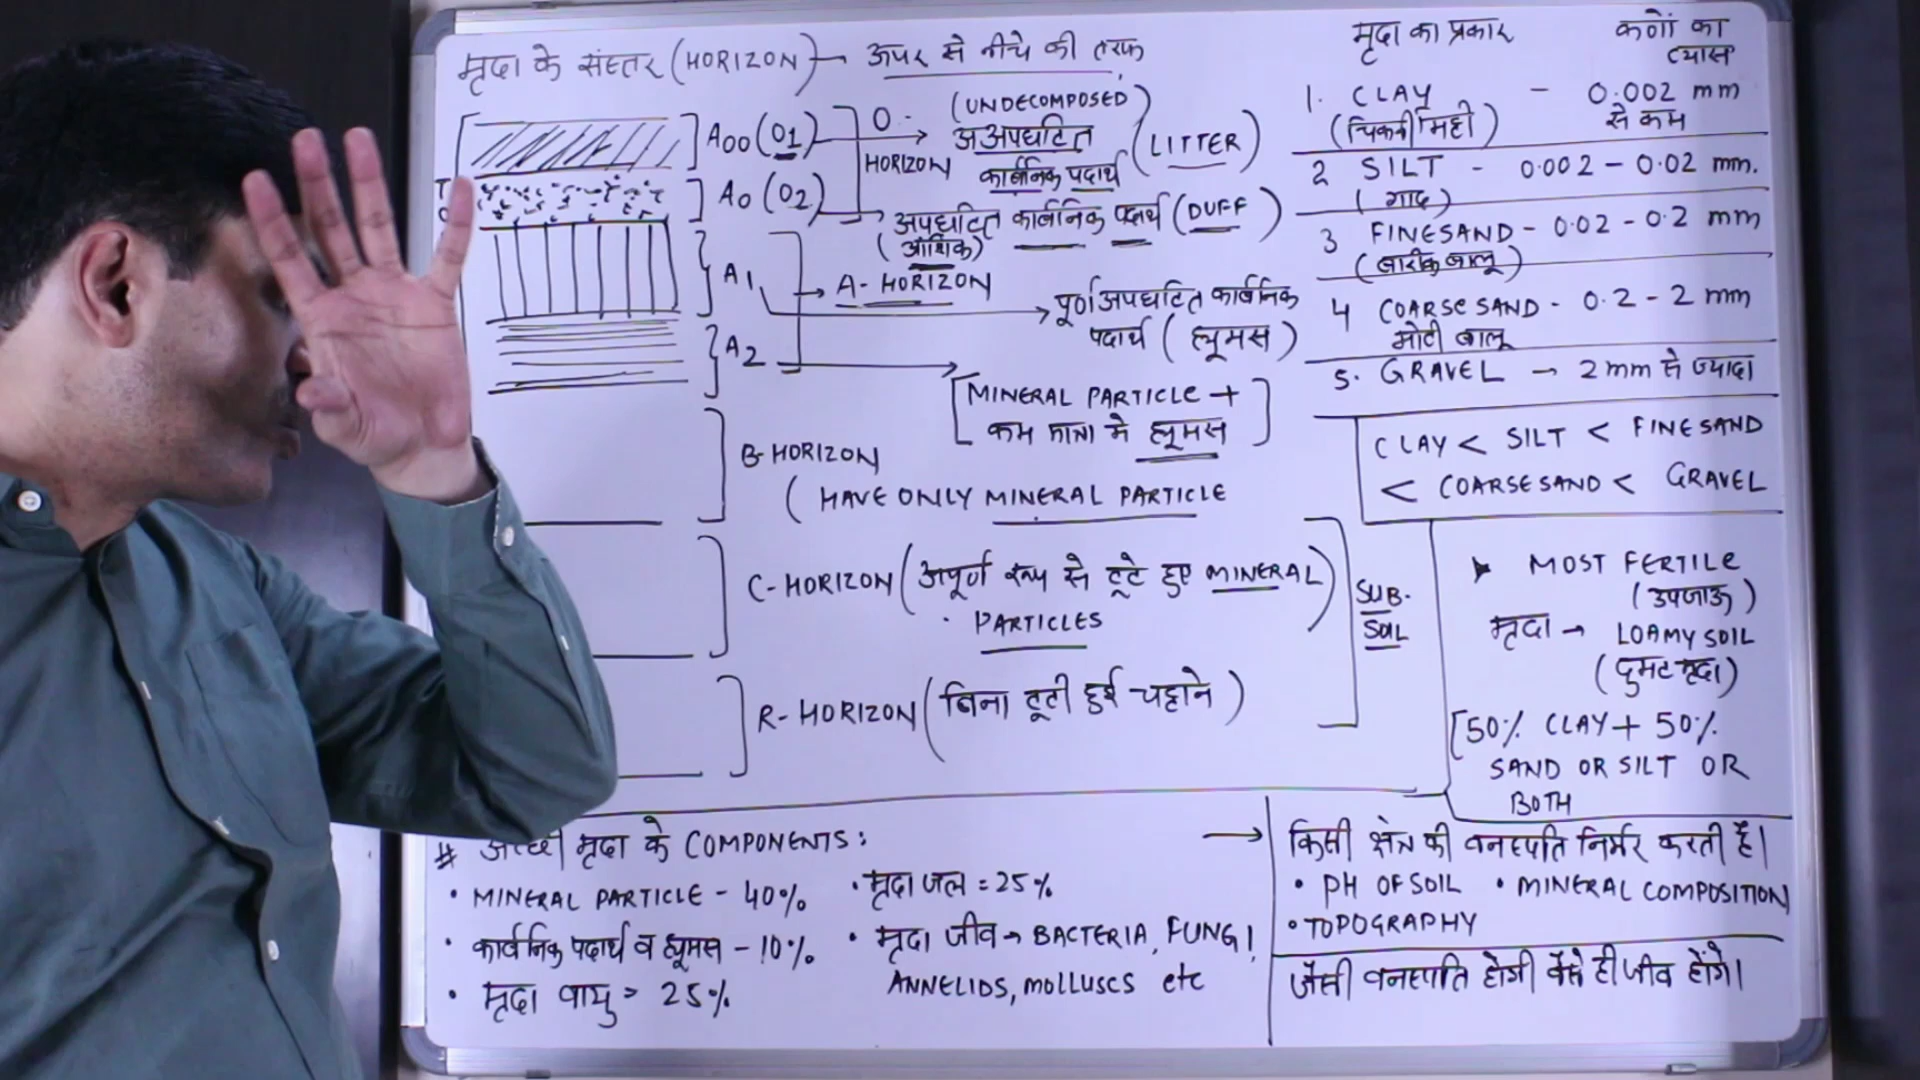 मृदा के संस्तर (HORIZON) – ऊपर से नीचे की तरफ
A00 (O1)
O - HORIZON
(UNDECOMPOSED)
अअपघटित
कार्बनिक पदार्थ
(LITTER)
A0 (O2)
अपघटित कार्बनिक पदार्थ (DUFF)
(आंशिक)
A1
A - HORIZON
पूर्ण अपघटित कार्बनिक
पदार्थ (ह्यूमस)
A2
[MINERAL PARTICLE +
कम मात्रा में ह्यूमस]
B-HORIZON
(HAVE ONLY MINERAL PARTICLE
C-HORIZON (अपूर्ण रूप से टूटे हुए MINERAL)
PARTICLES
R-HORIZON (बिना टूटी हुई चट्टाने)
SUB-
SOIL
मृदा का प्रकार
कणों का
व्यास
1. CLAY - 0.002 mm
(चिकनी मिट्टी) से कम
2 SILT - 0.002 – 0.02 mm.
(गाद)
3 FINESAND - 0.02 - 0.2 mm
(बारीक बालू)
4 COARSE SAND - 0.2 - 2 mm
मोटी बालू
5. GRAVEL – 2 mm से ज्यादा
CLAY < SILT < FINESAND
< COARSESAND < GRAVEL
MOST FERTILE
(उपजाऊ)
मृदा → LOAMY SOIL
(दुमट मृदा)
[50% CLAY + 50%
SAND OR SILT OR
BOTH
# अच्छी मृदा के COMPONENTS:
• MINERAL PARTICLE - 40%
• कार्बनिक पदार्थ व ह्यूमस - 10%
• मृदा वायु = 25%
• मृदा जल = 25%
• मृदा जीव → BACTERIA, FUNGI,
ANNELIDS, MOLLUSCS etc
→ किसी क्षेत्र की वनस्पति निर्भर करती है।
• PH OF SOIL • MINERAL COMPOSITION
• TOPOGRAPHY
जैसी वनस्पति होगी वैसे ही जीव होंगे।